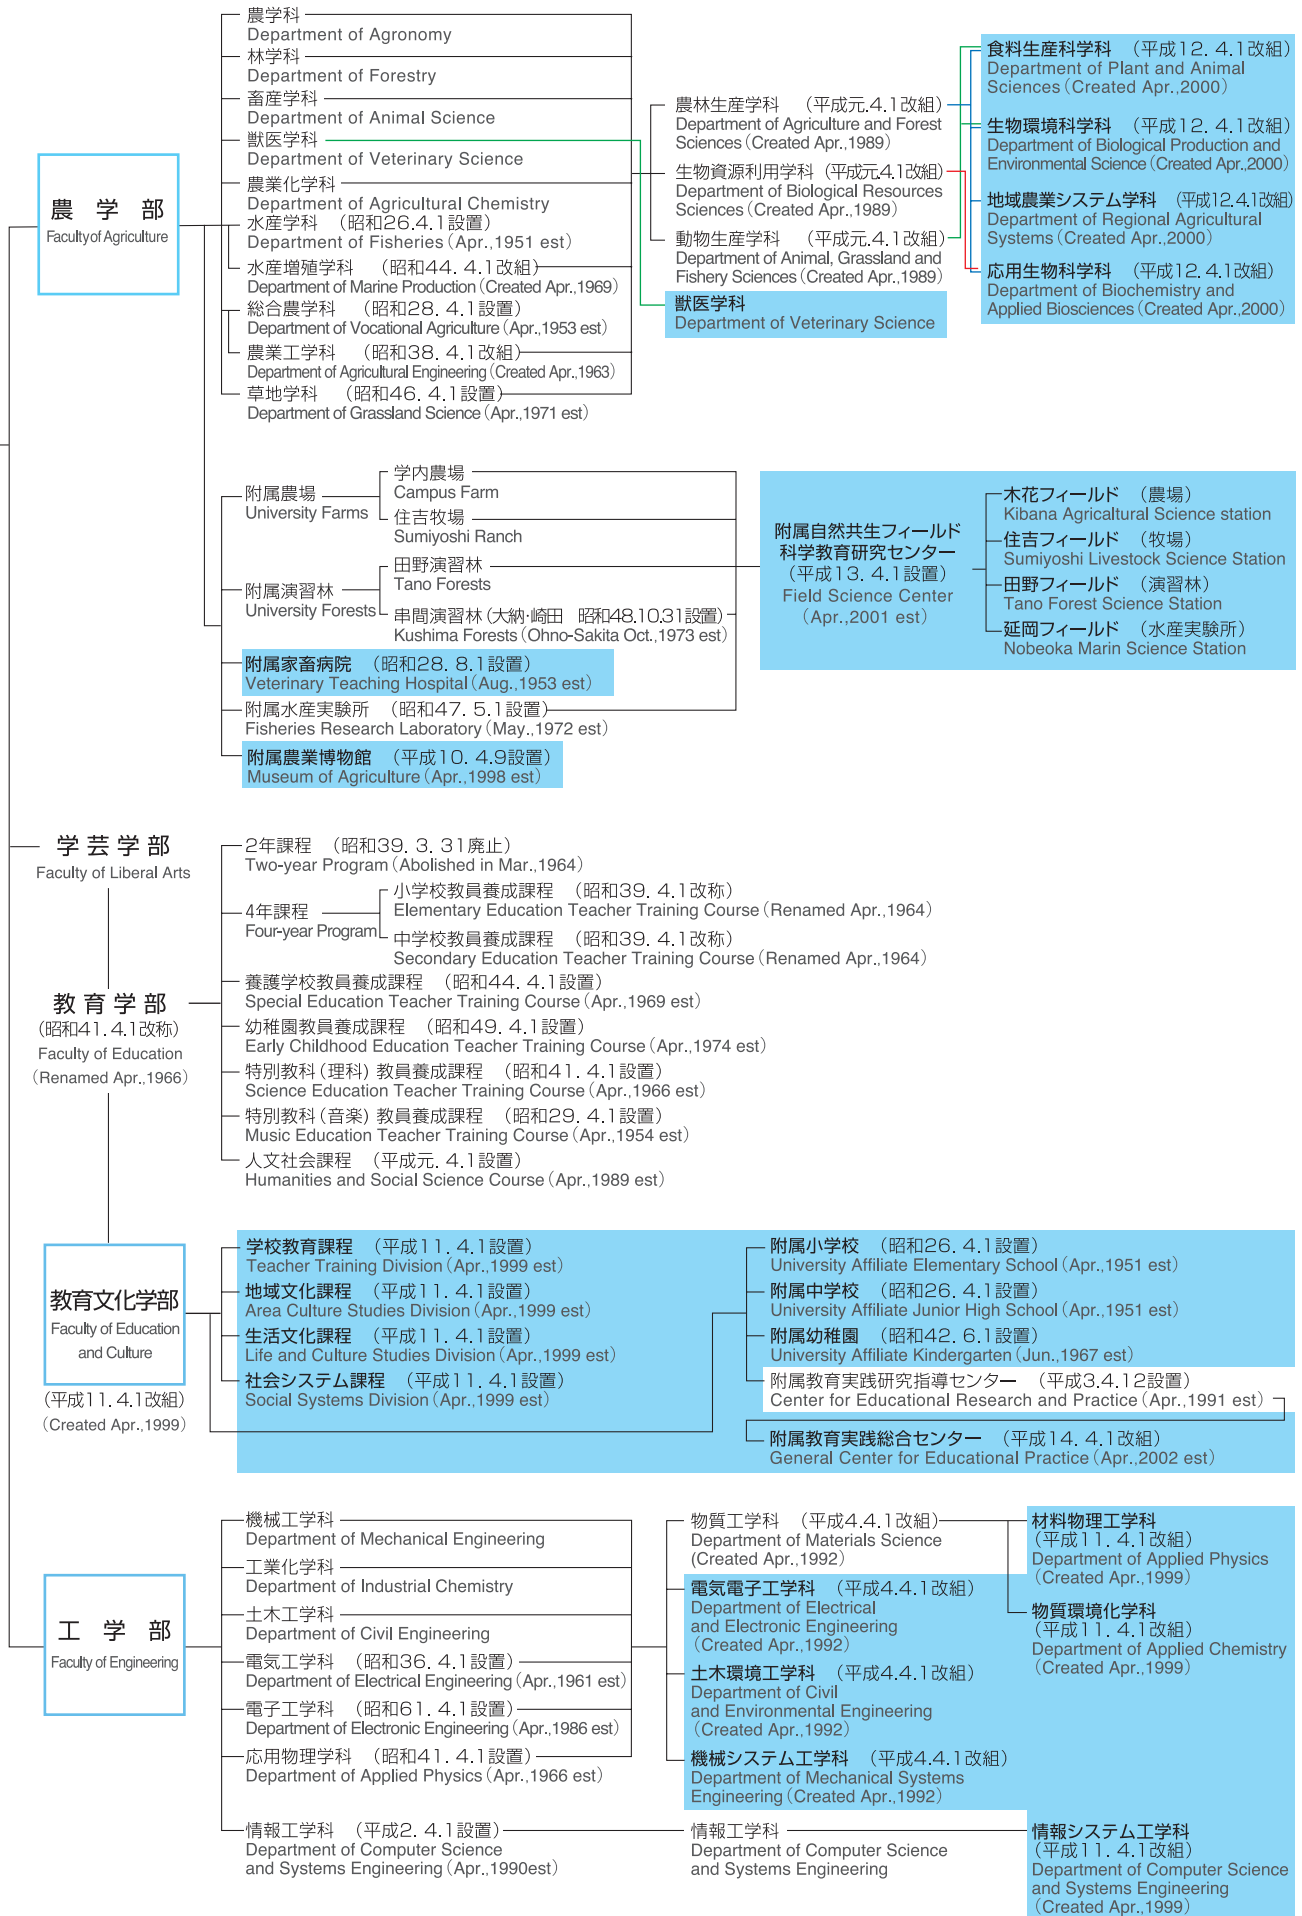 農学部
Faculty of Agriculture
農学科
Department of Agronomy
林学科
Department of Forestry
畜産学科
Department of Animal Science
獣医学科
Department of Veterinary Science
農業化学科
Department of Agricultural Chemistry
水産学科 (昭和26.4.1設置)
Department of Fisheries (Apr.,1951 est)
水産増殖学科 (昭和44. 4.1改組)
Department of Marine Production (Created Apr.,1969)
総合農学科 (昭和28. 4.1設置)
Department of Vocational Agriculture (Apr.,1953 est)
農業工学科 (昭和38. 4.1改組)
Department of Agricultural Engineering (Created Apr.,1963)
草地学科 (昭和46. 4.1設置)
Department of Grassland Science (Apr.,1971 est)
農林生産学科 (平成元.4.1改組)
Department of Agriculture and Forest
Sciences (Created Apr.,1989)
生物資源利用学科 (平成元.4.1改組)
Department of Biological Resources
Sciences (Created Apr.,1989)
動物生産学科 (平成元.4.1改組)
Department of Animal, Grassland and
Fishery Sciences (Created Apr.,1989)
獣医学科
Department of Veterinary Science
食料生産科学科 (平成12. 4.1改組)
Department of Plant and Animal
Sciences (Created Apr.,2000)
生物環境科学科 (平成12. 4.1改組)
Department of Biological Production and
Environmental Science (Created Apr.,2000)
地域農業システム学科 (平成12.4.1改組)
Department of Regional Agricultural
Systems (Created Apr.,2000)
応用生物科学科 (平成12. 4.1改組)
Department of Biochemistry and
Applied Biosciences (Created Apr.,2000)
附属農場
University Farms
学内農場
Campus Farm
住吉牧場
Sumiyoshi Ranch
附属演習林
University Forests
田野演習林
Tano Forests
串間演習林 (大納・崎田 昭和48.10.31設置)
Kushima Forests (Ohno-Sakita Oct.,1973 est)
附属家畜病院 (昭和28. 8.1設置)
Veterinary Teaching Hospital (Aug.,1953 est)
附属水産実験所 (昭和47. 5.1設置)
Fisheries Research Laboratory (May.,1972 est)
附属農業博物館 (平成10. 4.9設置)
Museum of Agriculture (Apr.,1998 est)
附属自然共生フィールド
科学教育研究センター
(平成13. 4.1設置)
Field Science Center
(Apr.,2001 est)
木花フィールド (農場)
Kibana Agricaltural Science station
住吉フィールド (牧場)
Sumiyoshi Livestock Science Station
田野フィールド (演習林)
Tano Forest Science Station
延岡フィールド (水産実験所)
Nobeoka Marin Science Station
学芸学部
Faculty of Liberal Arts
教育学部
(昭和41. 4.1改称)
Faculty of Education
(Renamed Apr.,1966)
2年課程 (昭和39. 3. 31廃止)
Two-year Program (Abolished in Mar.,1964)
4年課程
Four-year Program
小学校教員養成課程 (昭和39. 4.1改称)
Elementary Education Teacher Training Course (Renamed Apr.,1964)
中学校教員養成課程 (昭和39. 4.1改称)
Secondary Education Teacher Training Course (Renamed Apr.,1964)
養護学校教員養成課程 (昭和44. 4.1設置)
Special Education Teacher Training Course (Apr.,1969 est)
幼稚園教員養成課程 (昭和49. 4.1設置)
Early Childhood Education Teacher Training Course (Apr.,1974 est)
特別教科 (理科) 教員養成課程 (昭和41. 4.1設置)
Science Education Teacher Training Course (Apr.,1966 est)
特別教科 (音楽) 教員養成課程 (昭和29. 4.1設置)
Music Education Teacher Training Course (Apr.,1954 est)
人文社会課程 (平成元. 4.1設置)
Humanities and Social Science Course (Apr.,1989 est)
教育文化学部
Faculty of Education
and Culture
(平成11. 4.1改組)
(Created Apr.,1999)
学校教育課程 (平成11. 4.1設置)
Teacher Training Division (Apr.,1999 est)
地域文化課程 (平成11. 4.1設置)
Area Culture Studies Division (Apr.,1999 est)
生活文化課程 (平成11. 4.1設置)
Life and Culture Studies Division (Apr.,1999 est)
社会システム課程 (平成11. 4.1設置)
Social Systems Division (Apr.,1999 est)
附属小学校 (昭和26. 4.1設置)
University Affiliate Elementary School (Apr.,1951 est)
附属中学校 (昭和26. 4.1設置)
University Affiliate Junior High School (Apr.,1951 est)
附属幼稚園 (昭和42. 6.1設置)
University Affiliate Kindergarten (Jun.,1967 est)
附属教育実践研究指導センター (平成3.4.12設置)
Center for Educational Research and Practice (Apr.,1991 est)
附属教育実践総合センター (平成14. 4.1改組)
General Center for Educational Practice (Apr.,2002 est)
工学部
Faculty of Engineering
機械工学科
Department of Mechanical Engineering
工業化学科
Department of Industrial Chemistry
土木工学科
Department of Civil Engineering
電気工学科 (昭和36. 4.1設置)
Department of Electrical Engineering (Apr.,1961 est)
電子工学科 (昭和61. 4.1設置)
Department of Electronic Engineering (Apr.,1986 est)
応用物理学科 (昭和41. 4.1設置)
Department of Applied Physics (Apr.,1966 est)
情報工学科 (平成2. 4.1設置)
Department of Computer Science
and Systems Engineering (Apr.,1990est)
物質工学科 (平成4.4.1改組)
Department of Materials Science
(Created Apr.,1992)
電気電子工学科 (平成4.4.1改組)
Department of Electrical
and Electronic Engineering
(Created Apr.,1992)
土木環境工学科 (平成4.4.1改組)
Department of Civil
and Environmental Engineering
(Created Apr.,1992)
機械システム工学科 (平成4.4.1改組)
Department of Mechanical Systems
Engineering (Created Apr.,1992)
情報工学科
Department of Computer Science
and Systems Engineering
材料物理工学科
(平成11. 4.1改組)
Department of Applied Physics
(Created Apr.,1999)
物質環境化学科
(平成11. 4.1改組)
Department of Applied Chemistry
(Created Apr.,1999)
情報システム工学科
(平成11. 4.1改組)
Department of Computer Science
and Systems Engineering
(Created Apr.,1999)